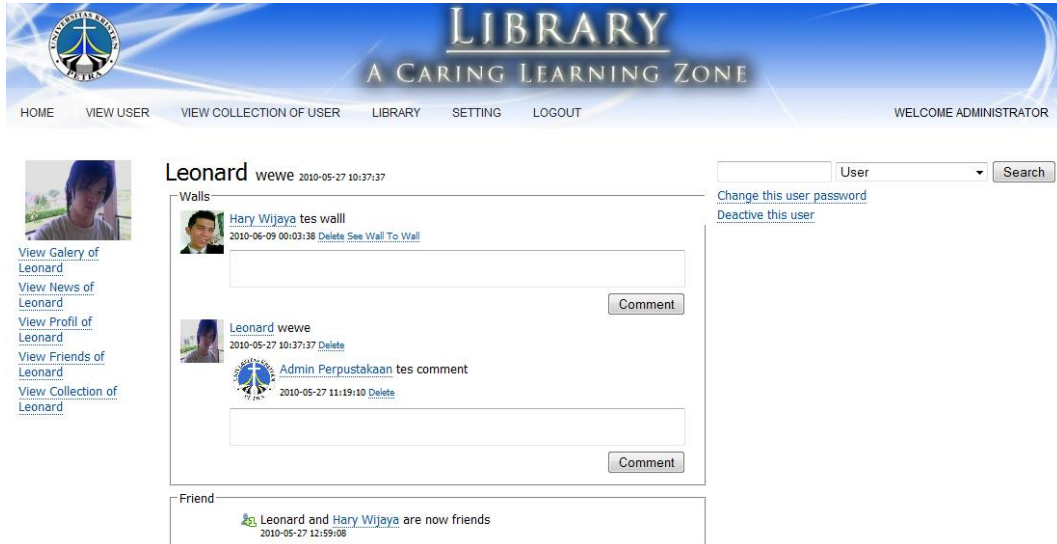 UNIVERSITAS KRISTEN
PETRA
LIBRARY
A CARING LEARNING ZONE
HOME VIEW USER VIEW COLLECTION OF USER LIBRARY SETTING LOGOUT WELCOME ADMINISTRATOR
View Galery of
Leonard
View News of
Leonard
View Profil of
Leonard
View Friends of
Leonard
View Collection of
Leonard
Leonard wewe 2010-05-27 10:37:37
Walls
Hary Wijaya tes walll
2010-06-09 00:03:38 Delete See Wall To Wall
Comment
Leonard wewe
2010-05-27 10:37:37 Delete
Admin Perpustakaan tes comment
2010-05-27 11:19:10 Delete
Comment
Friend
Leonard and Hary Wijaya are now friends
2010-05-27 12:59:08
User Search
Change this user password
Deactive this user